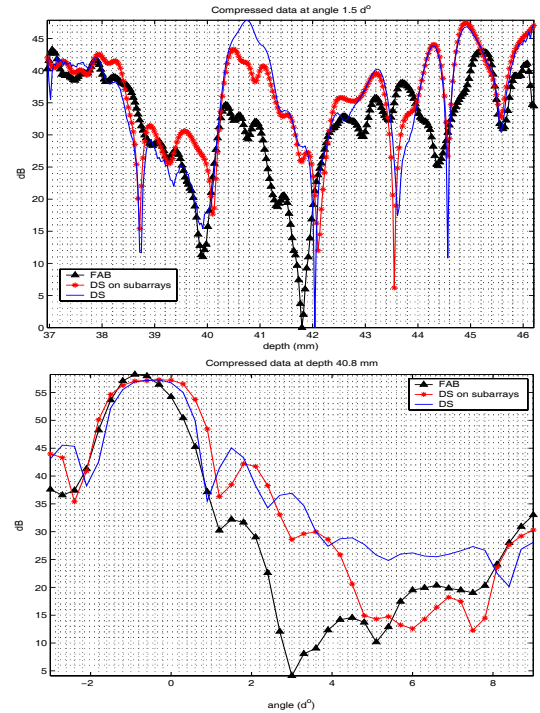 Compressed data at angle 1.5 d°
45
40
35
30
25
20
15
10
5
0
dB
FAB
DS on subarrays
DS
37 38 39 40 41 42 43 44 45 46
depth (mm)
Compressed data at depth 40.8 mm
55
50
45
40
35
30
25
20
15
10
5
dB
FAB
DS on subarrays
DS
−2 0 2 4 6 8
angle (d°)